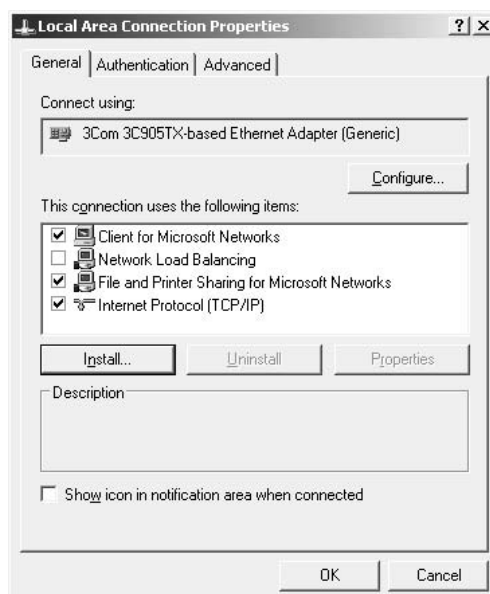 Local Area Connection Properties ? ×
General Authentication Advanced
Connect using:
3Com 3C905TX-based Ethernet Adapter (Generic)
Configure...
This connection uses the following items:
Client for Microsoft Networks
Network Load Balancing
File and Printer Sharing for Microsoft Networks
Internet Protocol (TCP/IP)
Install... Uninstall Properties
Description
Show icon in notification area when connected
OK Cancel